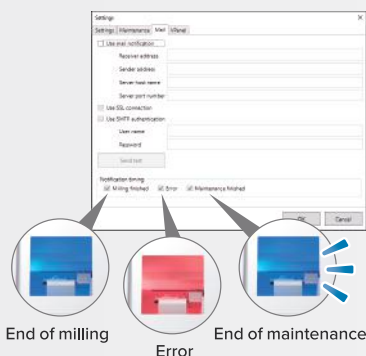 Settings
Settings Maintenance Mail VPanel
Use mail notification
Receiver address
Sender address
Server host name
Server port number
Use SSL connection
Use SMTP authentication
User name
Password
Send test
Notification timing
Milling finished Error Maintenance finished
OK Cancel
End of milling Error End of maintenance